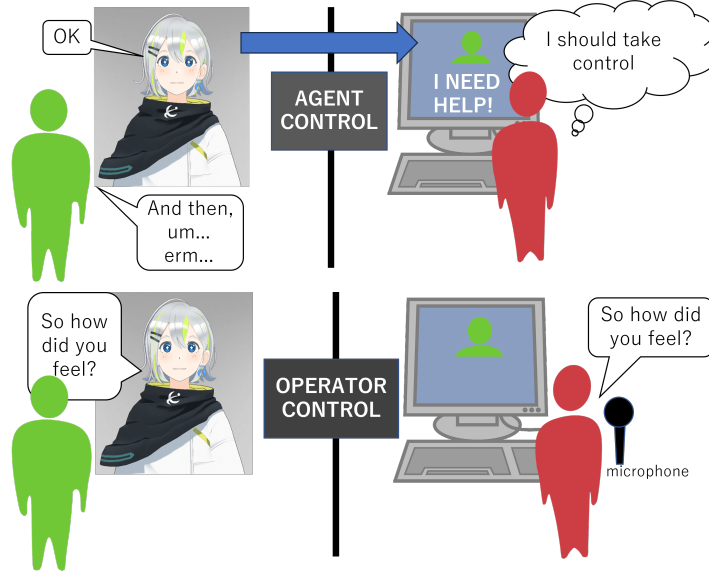 OK
I should take
control
I NEED
HELP!
AGENT
CONTROL
And then,
um...
erm...
So how
did you
feel?
So how did
you feel?
OPERATOR
CONTROL
microphone